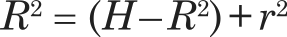 R² = (H−R²)+r²